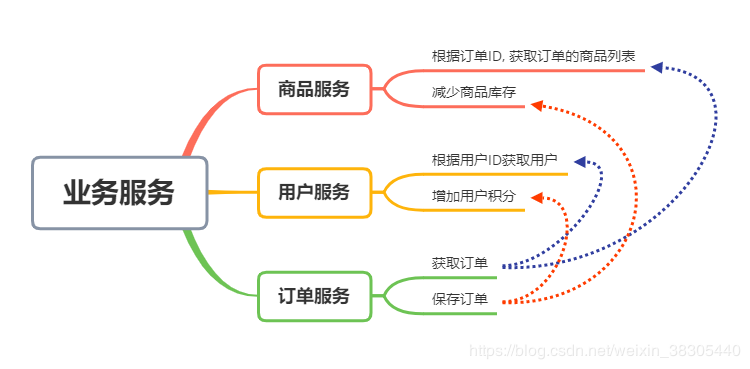 业务服务
商品服务
根据订单ID, 获取订单的商品列表
减少商品库存
用户服务
根据用户ID获取用户
增加用户积分
订单服务
获取订单
保存订单
https://blog.csdn.net/weixin_38305440